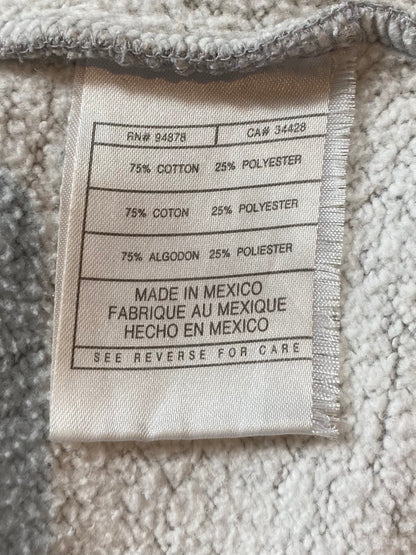 RN# 94878 CA# 34428
75% COTTON 25% POLYESTER
75% COTON 25% POLYESTER
75% ALGODON 25% POLIESTER
MADE IN MEXICO
FABRIQUE AU MEXIQUE
HECHO EN MEXICO
SEE REVERSE FOR CARE